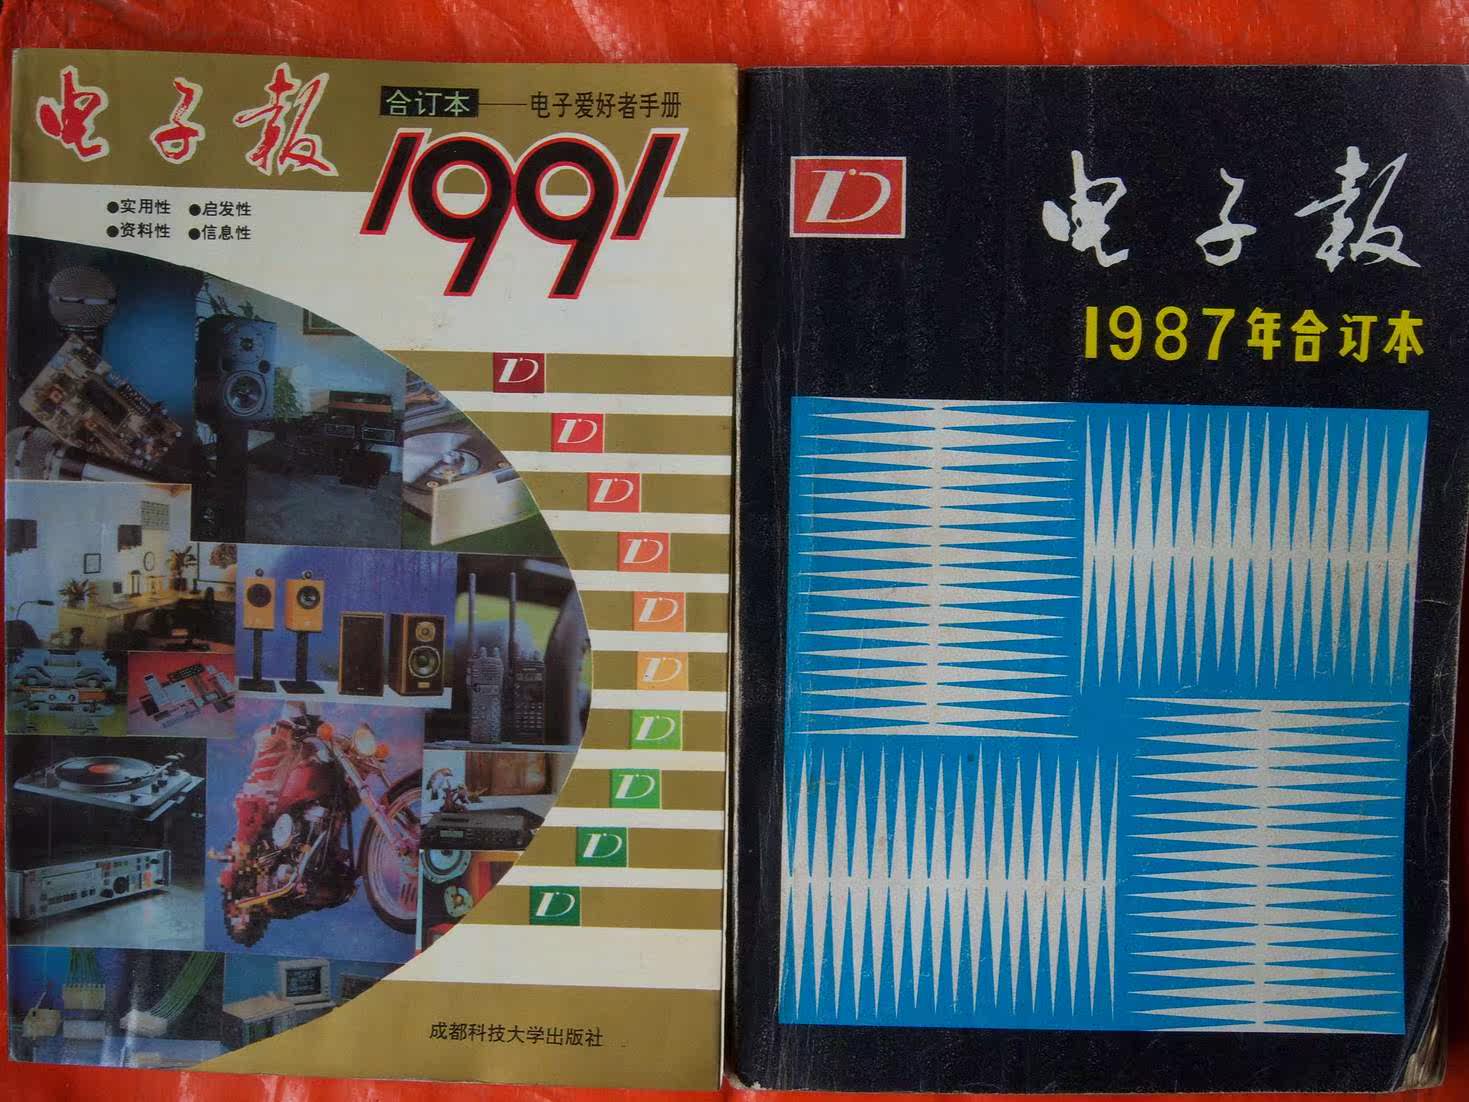 电子报
合订本——电子爱好者手册
1991
●实用性 ●启发性
●资料性 ●信息性
D
D
D
D
D
D
D
D
D
D
成都科技大学出版社
D
电子报
1987年合订本